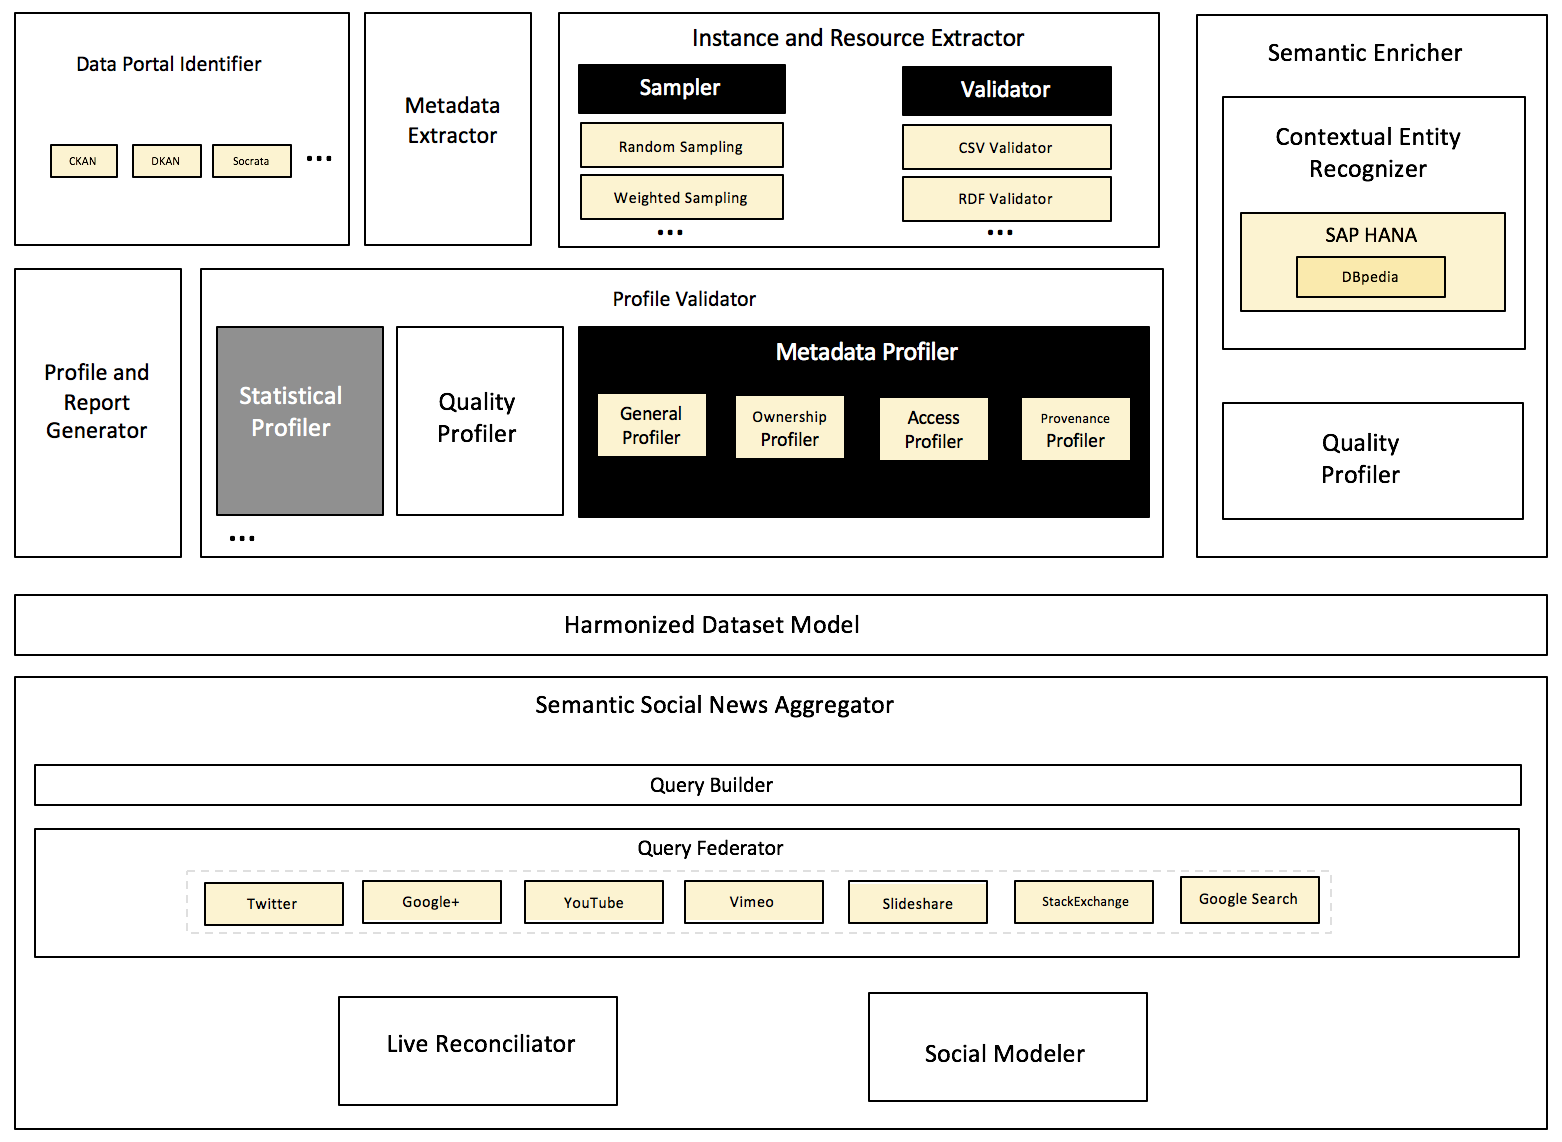 Data Portal Identifier
CKAN
DKAN
Socrata
...
Metadata
Extractor
Instance and Resource Extractor
Sampler
Random Sampling
Weighted Sampling
...
Validator
CSV Validator
RDF Validator
...
Semantic Enricher
Contextual Entity
Recognizer
SAP HANA
DBpedia
Quality
Profiler
Profile and
Report
Generator
Profile Validator
Statistical
Profiler
Quality
Profiler
Metadata Profiler
General
Profiler
Ownership
Profiler
Access
Profiler
Provenance
Profiler
...
Harmonized Dataset Model
Semantic Social News Aggregator
Query Builder
Query Federator
Twitter
Google+
YouTube
Vimeo
Slideshare
StackExchange
Google Search
Live Reconciliator
Social Modeler